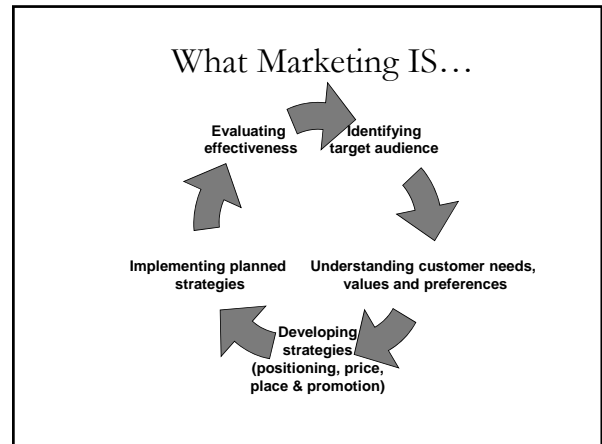 What Marketing IS…
Evaluating
effectiveness
Identifying
target audience
Understanding customer needs,
values and preferences
Developing
strategies
(positioning, price,
place & promotion)
Implementing planned
strategies